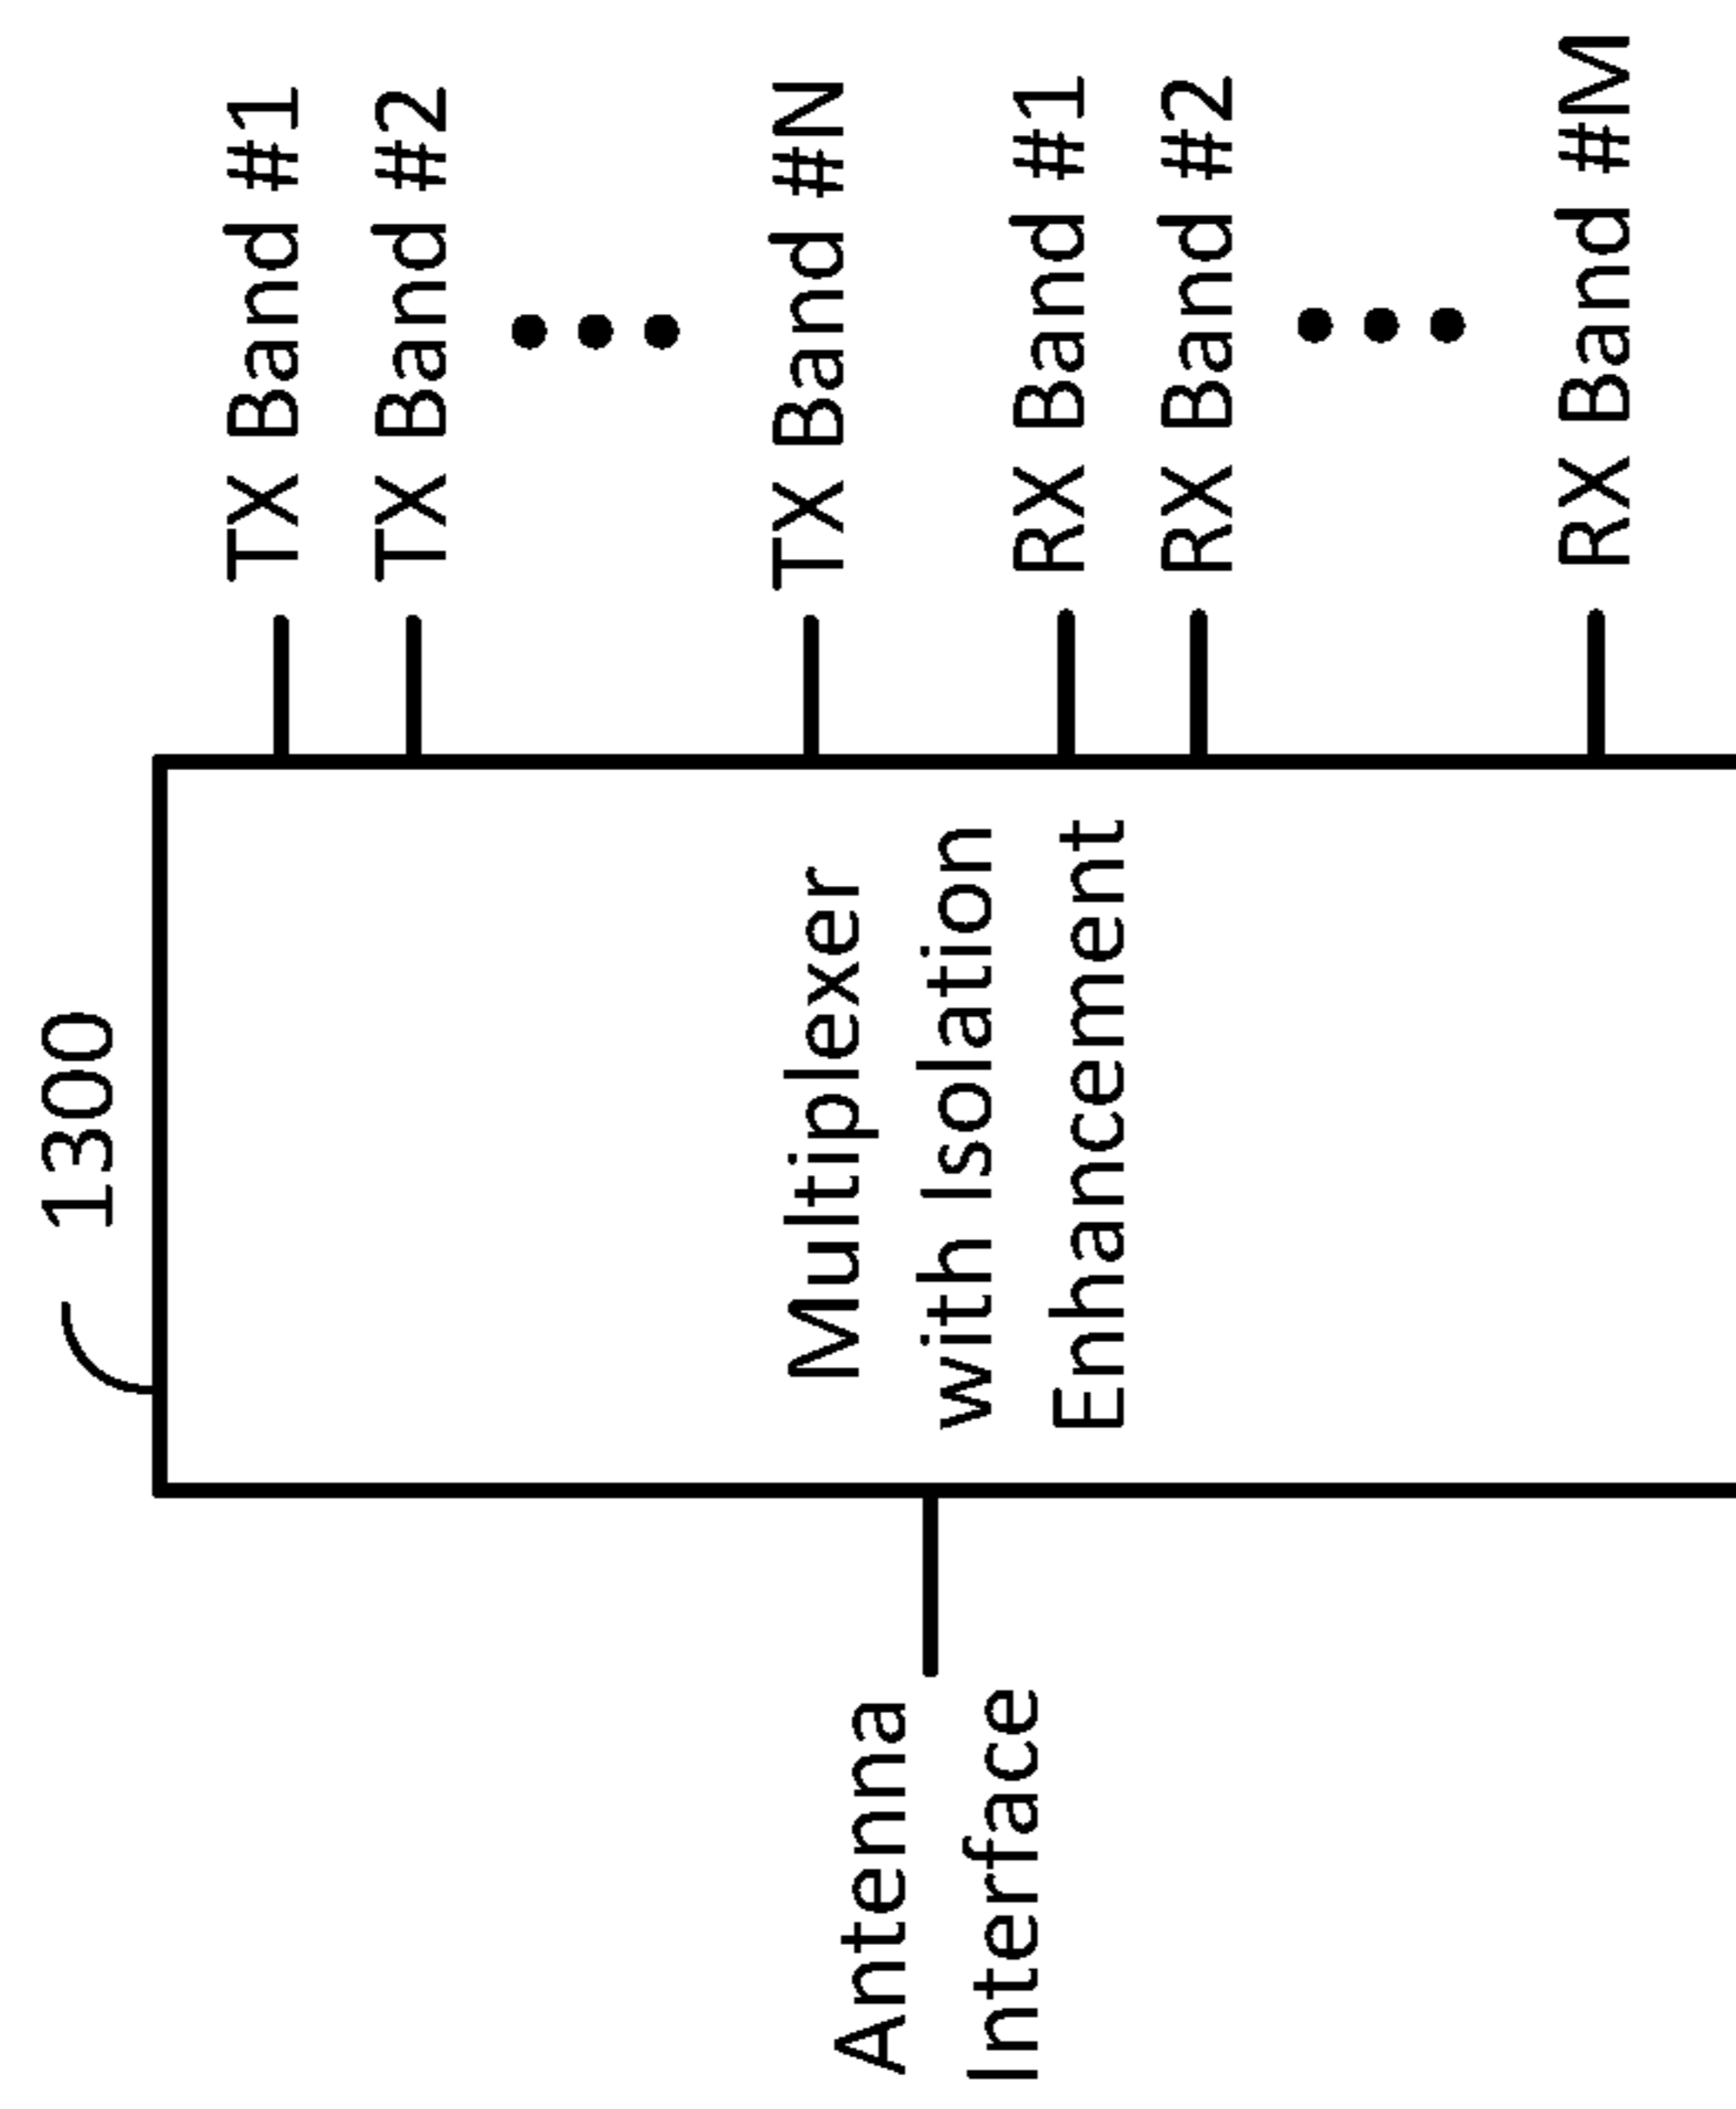 1300
Antenna
Interface
Multiplexer
with Isolation
Enhancement
TX Band #1
TX Band #2
TX Band #N
RX Band #1
RX Band #2
RX Band #M